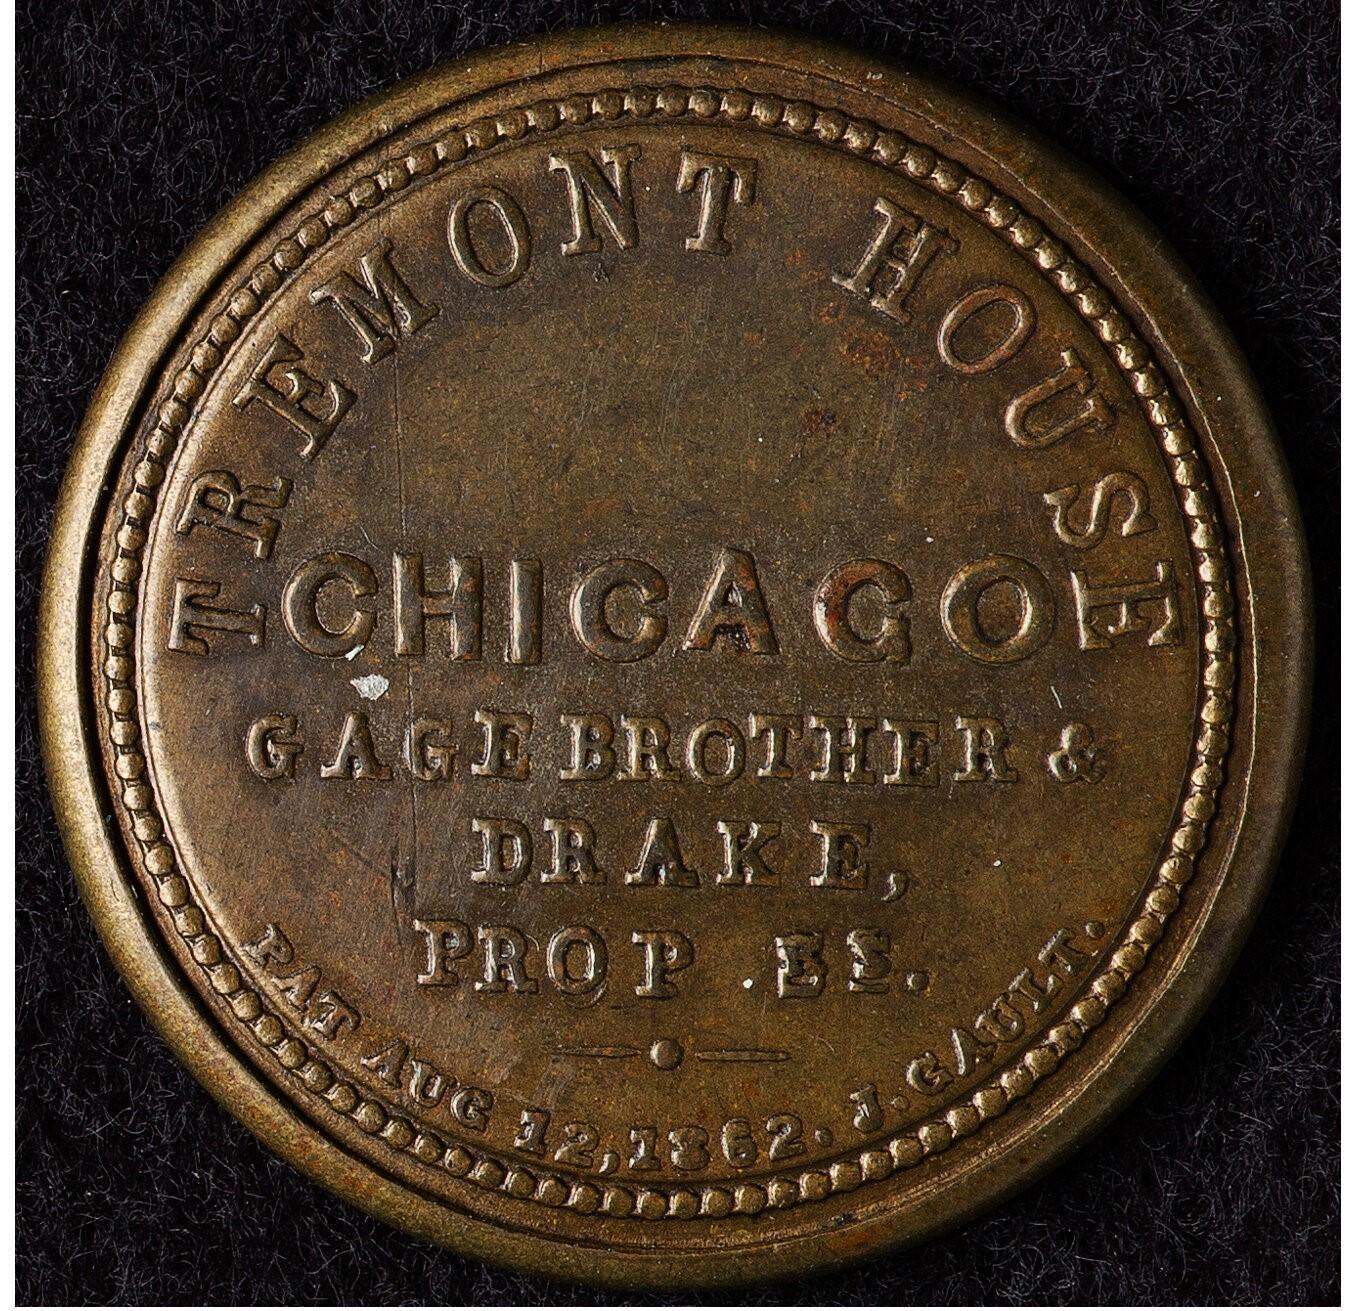 TREMONT HOUSE
CHICAGO
GAGE BROTHER &
DRAKE,
PROP .ES.
PAT AUG 12, 1862. J. GAULT.